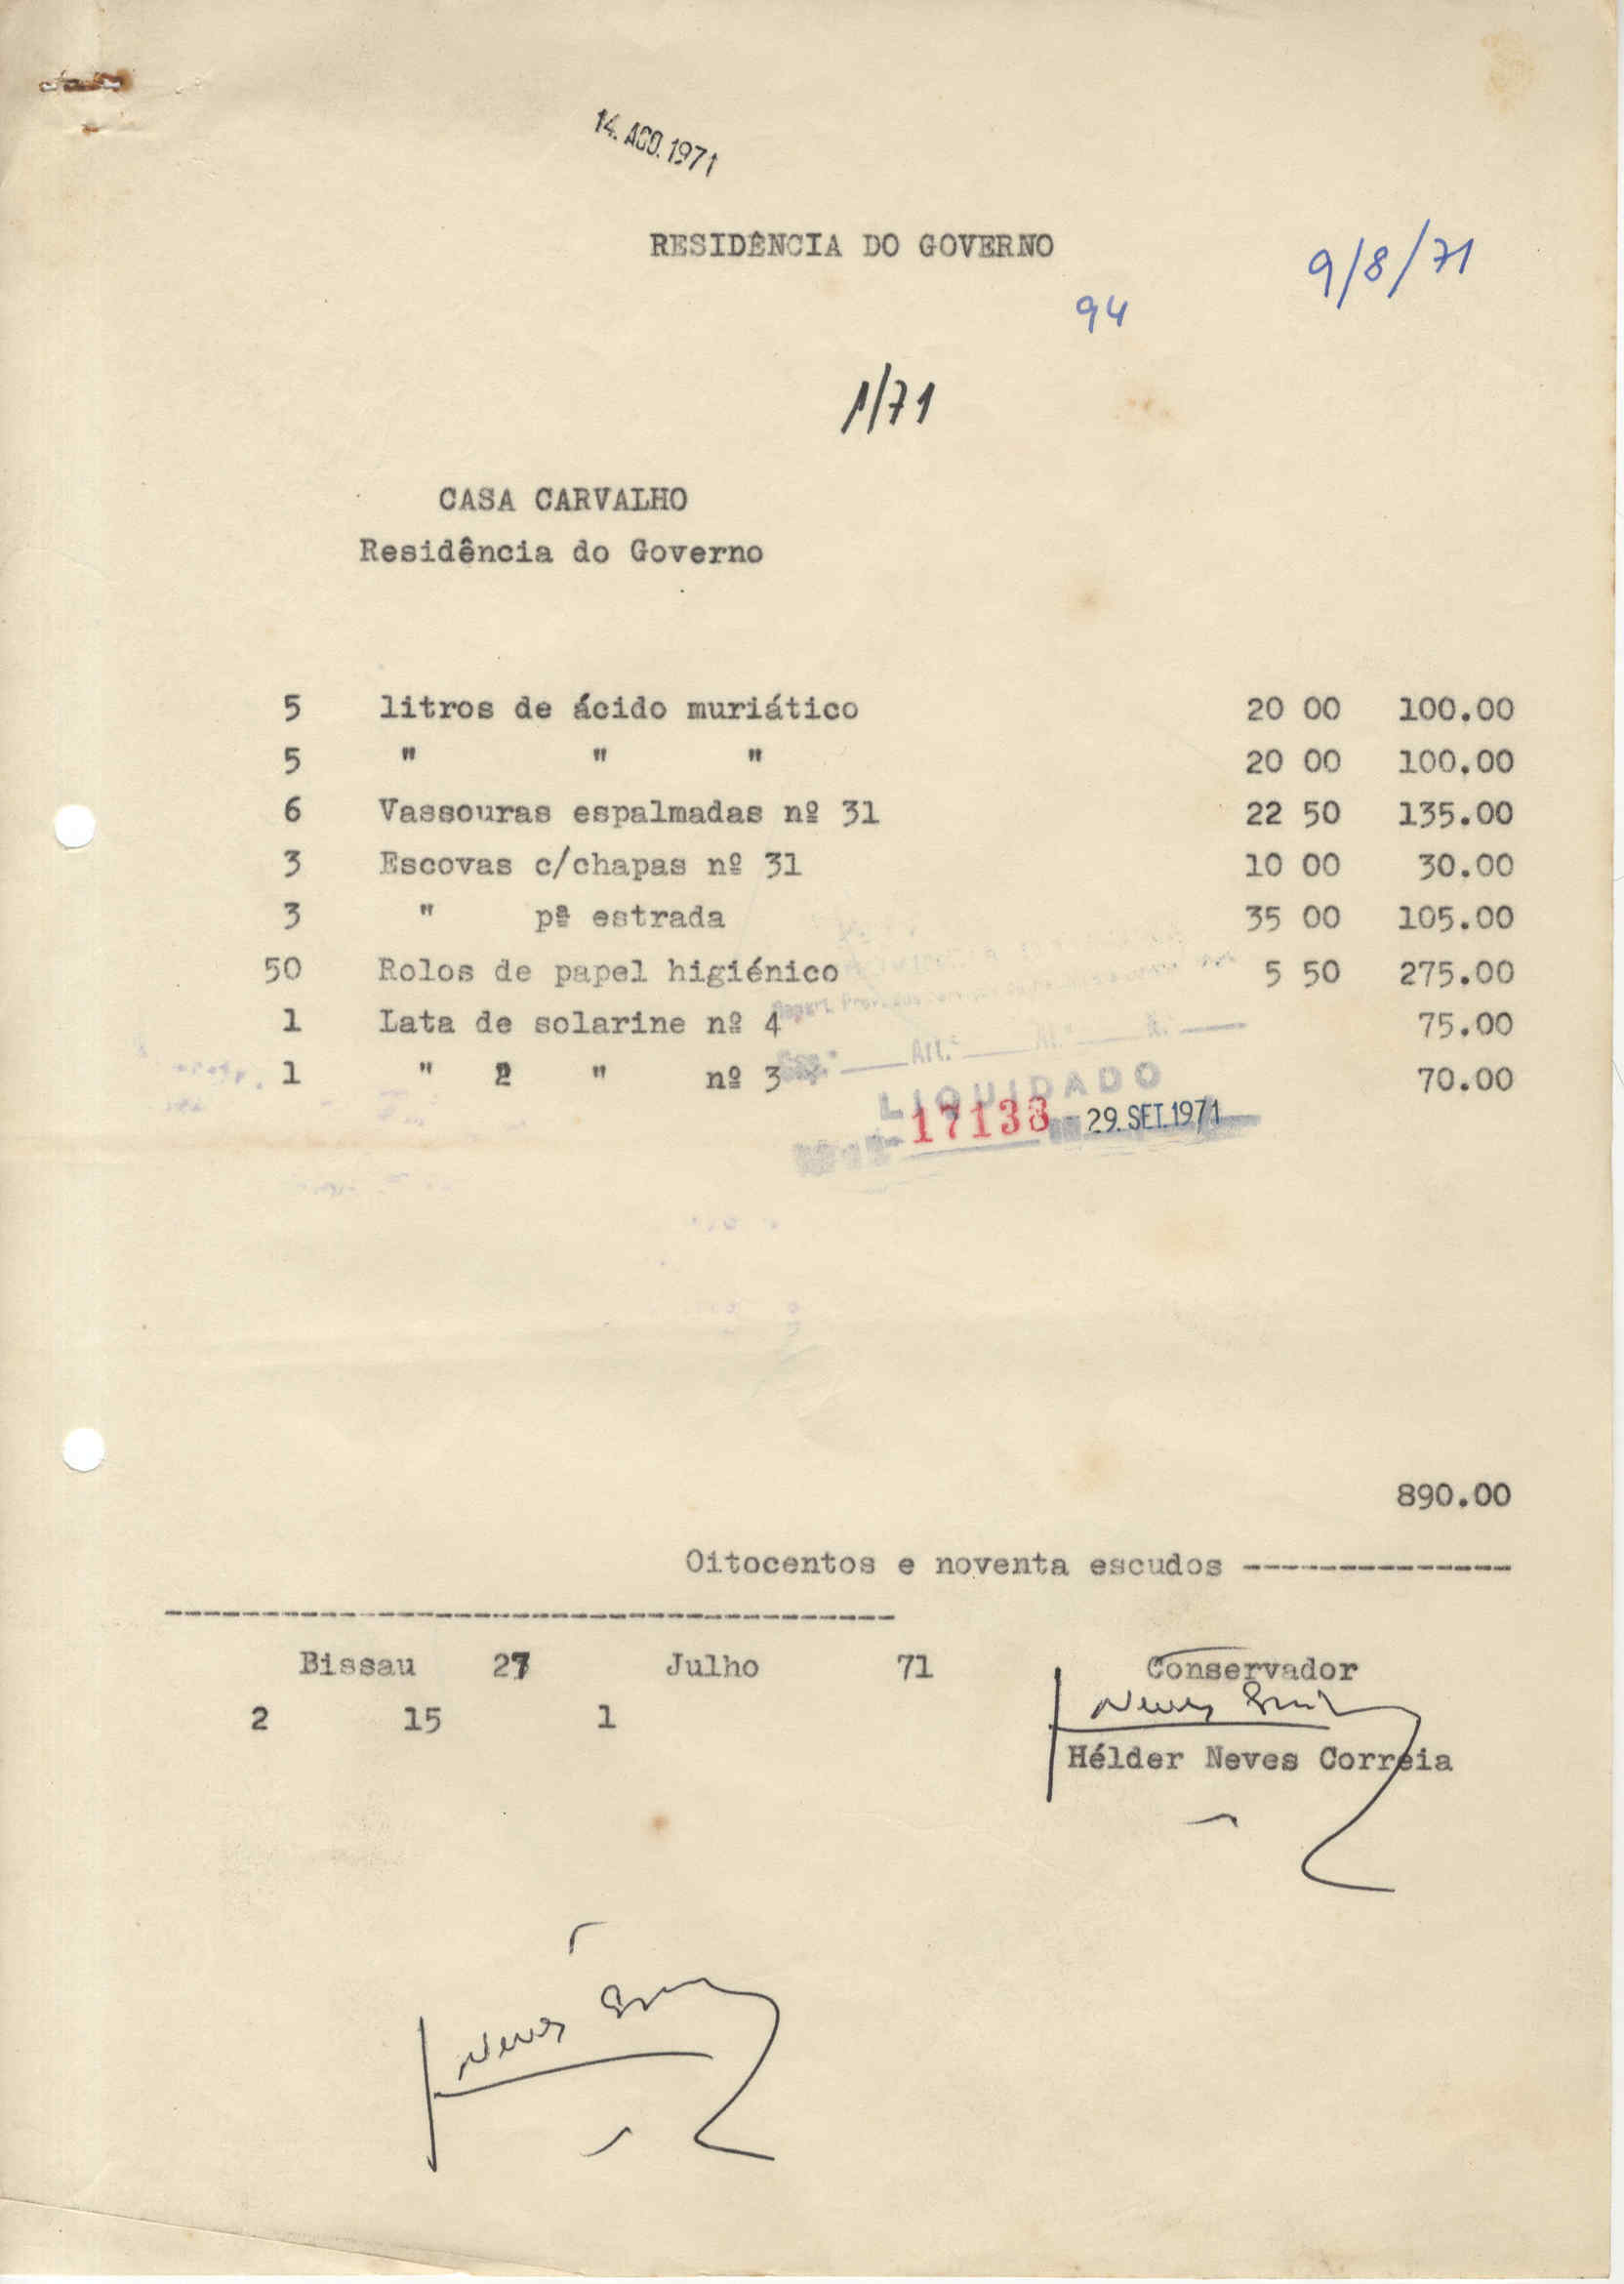 14. AGO. 1971
RESIDÊNCIA DO GOVERNO
9/8/71
94
1/71
CASA CARVALHO
Residência do Governo
5 litros de ácido muriático 20 00 100.00
5 " " " 20 00 100.00
6 Vassouras espalmadas nº 31 22 50 135.00
3 Escovas c/chapas nº 31 10 00 30.00
3 " pª estrada 35 00 105.00
50 Rolos de papel higiénico 5 50 275.00
1 Lata de solarine nº 4 75.00
Art.º
1 " 2 " nº 3 70.00
LIQUIDADO
17133 29. SET. 1971
890.00
Oitocentos e noventa escudos --------------
--------------------------------------
Bissau 27 Julho 71 Conservador
2 15 1
Neves
Hélder Neves Correia
Neves